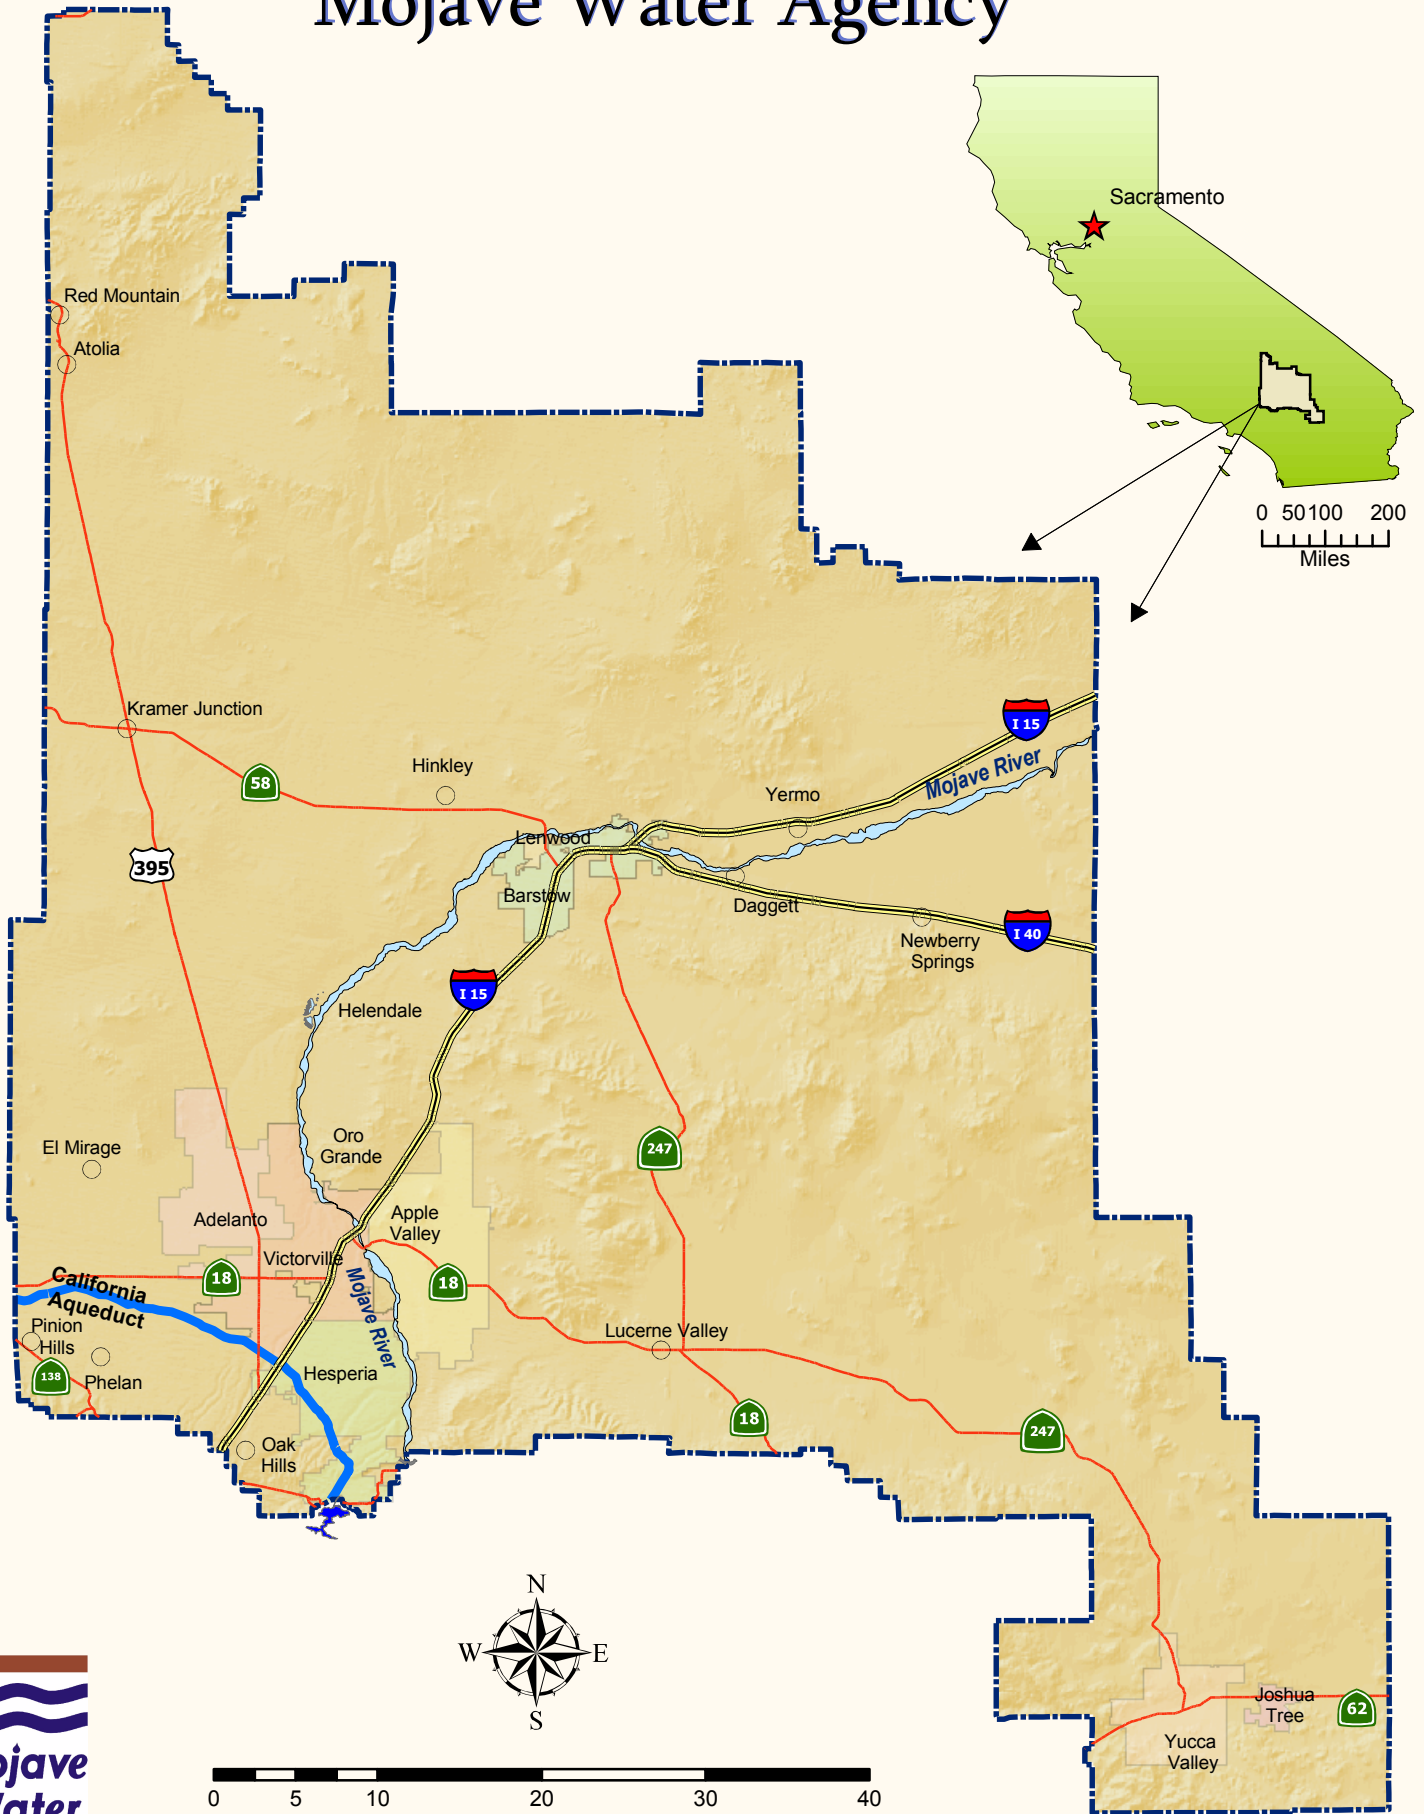 Mojave Water Agency
Sacramento
0 50 100 200
Miles
Red Mountain
Atolia
Kramer Junction
58
Hinkley
395
I 15
Mojave River
Yermo
Lenwood
Barstow
Daggett
Newberry
Springs
I 40
I 15
Helendale
El Mirage
Oro
Grande
247
Adelanto
Apple
Valley
Victorville
18
18
California
Aqueduct
Mojave River
Pinion
Hills
138
Phelan
Hesperia
Lucerne Valley
18
247
Oak
Hills
N
W E
S
Joshua
Tree
62
Yucca
Valley
0 5 10 20 30 40